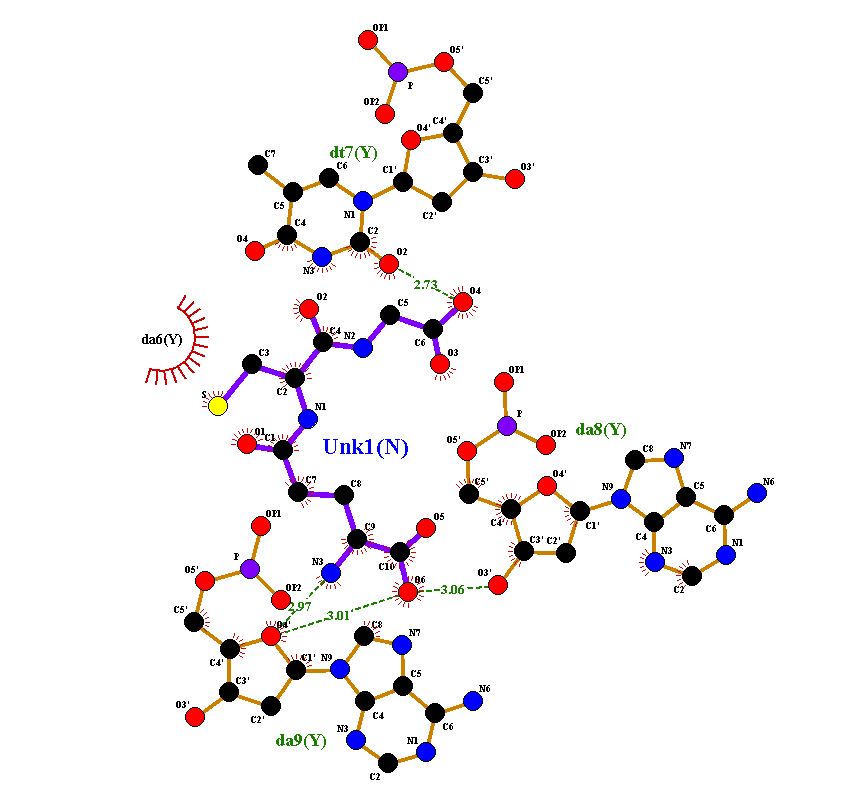 OP1
O5'
P
C5'
OP2
O4'
C4'
dt7(Y)
C7
C6
C3'
O3'
C1'
C5
N1
C2'
C4
C2
O4
O2
N3
2.73
O4
O2
C5
da6(Y)
C4
N2
C6
C3
O3
C2
S
OP1
N1
P
da8(Y)
O1
C1
Unk1(N)
O5'
OP2
C8
N7
O4'
C7
C8
C5'
N9
C5
N6
C4'
C1'
OP1
O5
C6
C9
C4
N1
C3'
C2'
P
C10
N3
O5'
N3
O3'
C2
OP2
2.97
O6
3.06
C5'
3.01
O4'
C8
N7
C4'
C1'
N9
C3'
C5
N6
O3'
C2'
C4
C6
N3
N1
da9(Y)
C2